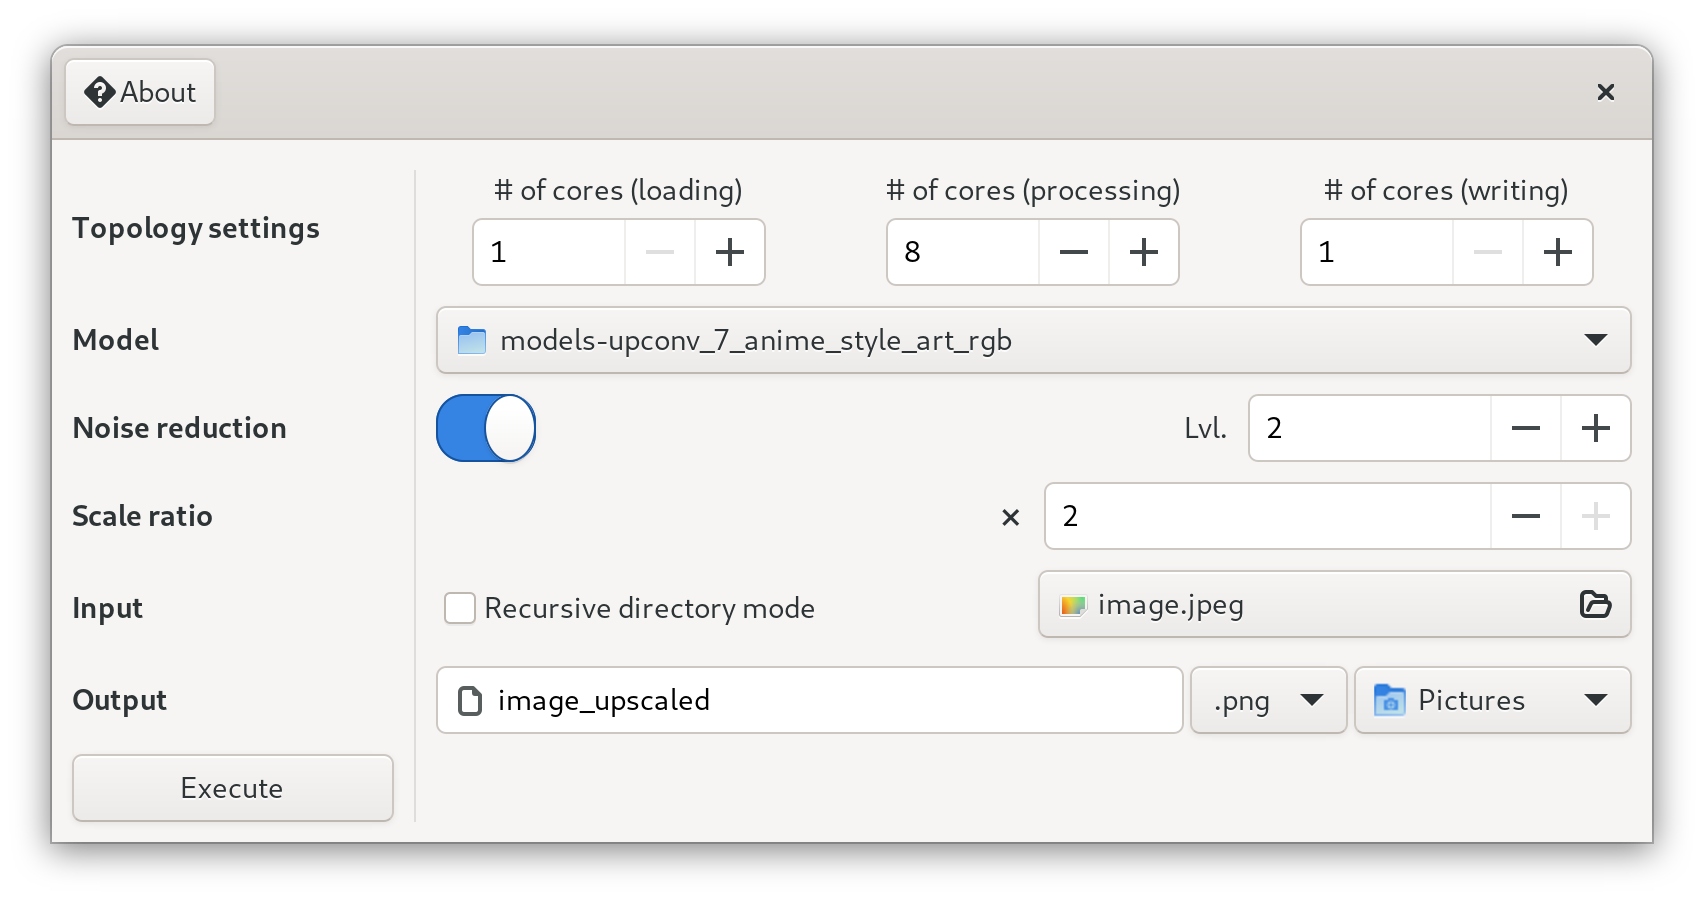 About
Topology settings
# of cores (loading)
1
# of cores (processing)
8
# of cores (writing)
1
Model
models-upconv_7_anime_style_art_rgb
Noise reduction
Lvl.
2
Scale ratio
×
2
Input
Recursive directory mode
image.jpeg
Output
image_upscaled
.png
Pictures
Execute